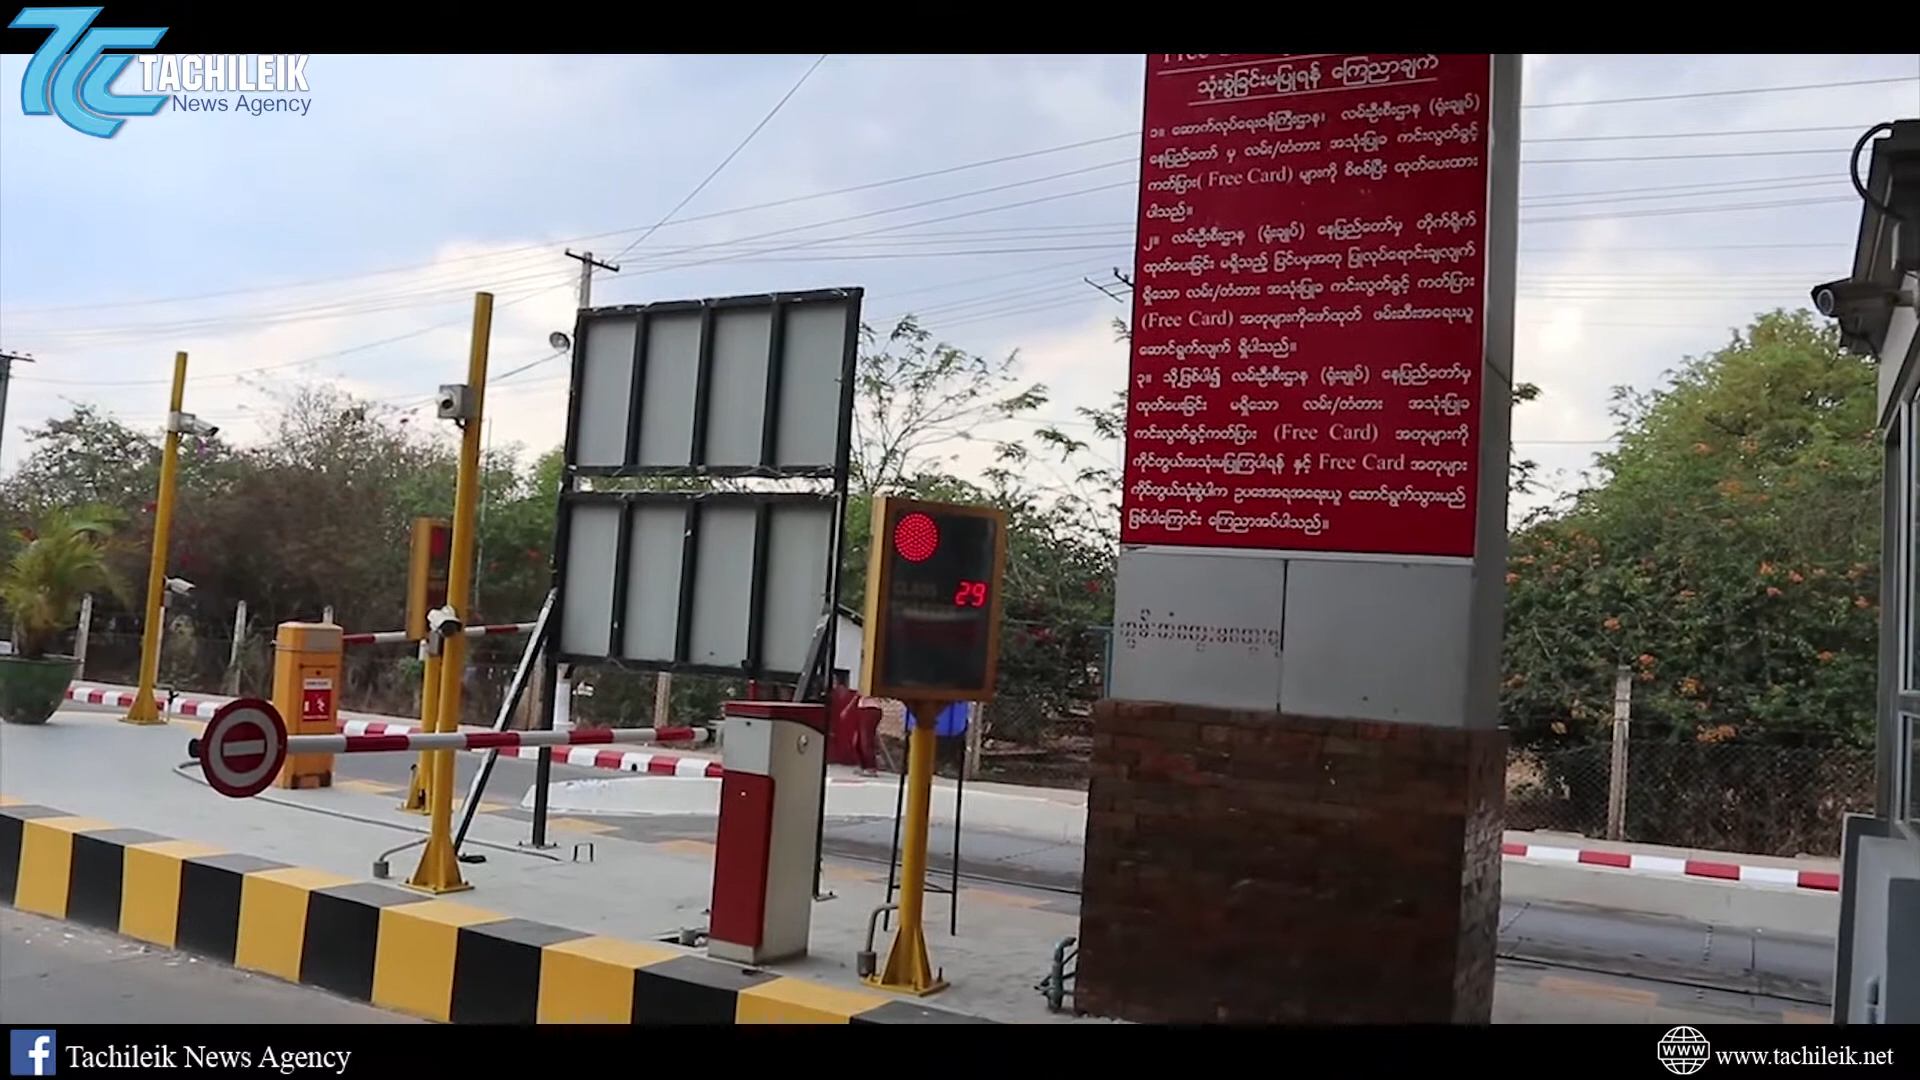 TACHILEIK
News Agency
သုံးစွဲခြင်းမပြုရန် ကြေညာချက်
၁။ ဆောက်လုပ်ရေးဝန်ကြီးဌာန၊ လမ်းဦးစီးဌာန (ရုံးချုပ်)
နေပြည်တော် မှ လမ်း/တံတား အသုံးပြုခ ကင်းလွတ်ခွင့်
ကတ်ပြား( Free Card) များကို စိစစ်ပြီး ထုတ်ပေးထား
ပါသည်။
၂။ လမ်းဦးစီးဌာန (ရုံးချုပ်) နေပြည်တော်မှ တိုက်ရိုက်
ထုတ်ပေးခြင်း မရှိသည့် ပြင်ပမှအတု ပြုလုပ်ရောင်းချလျက်
ရှိသော လမ်း/တံတား အသုံးပြုခ ကင်းလွတ်ခွင့် ကတ်ပြား
(Free Card) အတုများကိုဖော်ထုတ် ဖမ်းဆီးအရေးယူ
ဆောင်ရွက်လျက် ရှိပါသည်။
၃။ သို့ဖြစ်ပါ၍ လမ်းဦးစီးဌာန (ရုံးချုပ်) နေပြည်တော်မှ
ထုတ်ပေးခြင်း မရှိသော လမ်း/တံတား အသုံးပြုခ
ကင်းလွတ်ခွင့်ကတ်ပြား (Free Card) အတုများကို
ကိုင်တွယ်အသုံးမပြုကြပါရန် နှင့် Free Card အတုများ
ကိုင်တွယ်သုံးစွဲပါက ဥပဒေအရအရေးယူ ဆောင်ရွက်သွားမည်
ဖြစ်ပါကြောင်း ကြေညာအပ်ပါသည်။
CLASS
29
Tachileik News Agency
www.tachileik.net